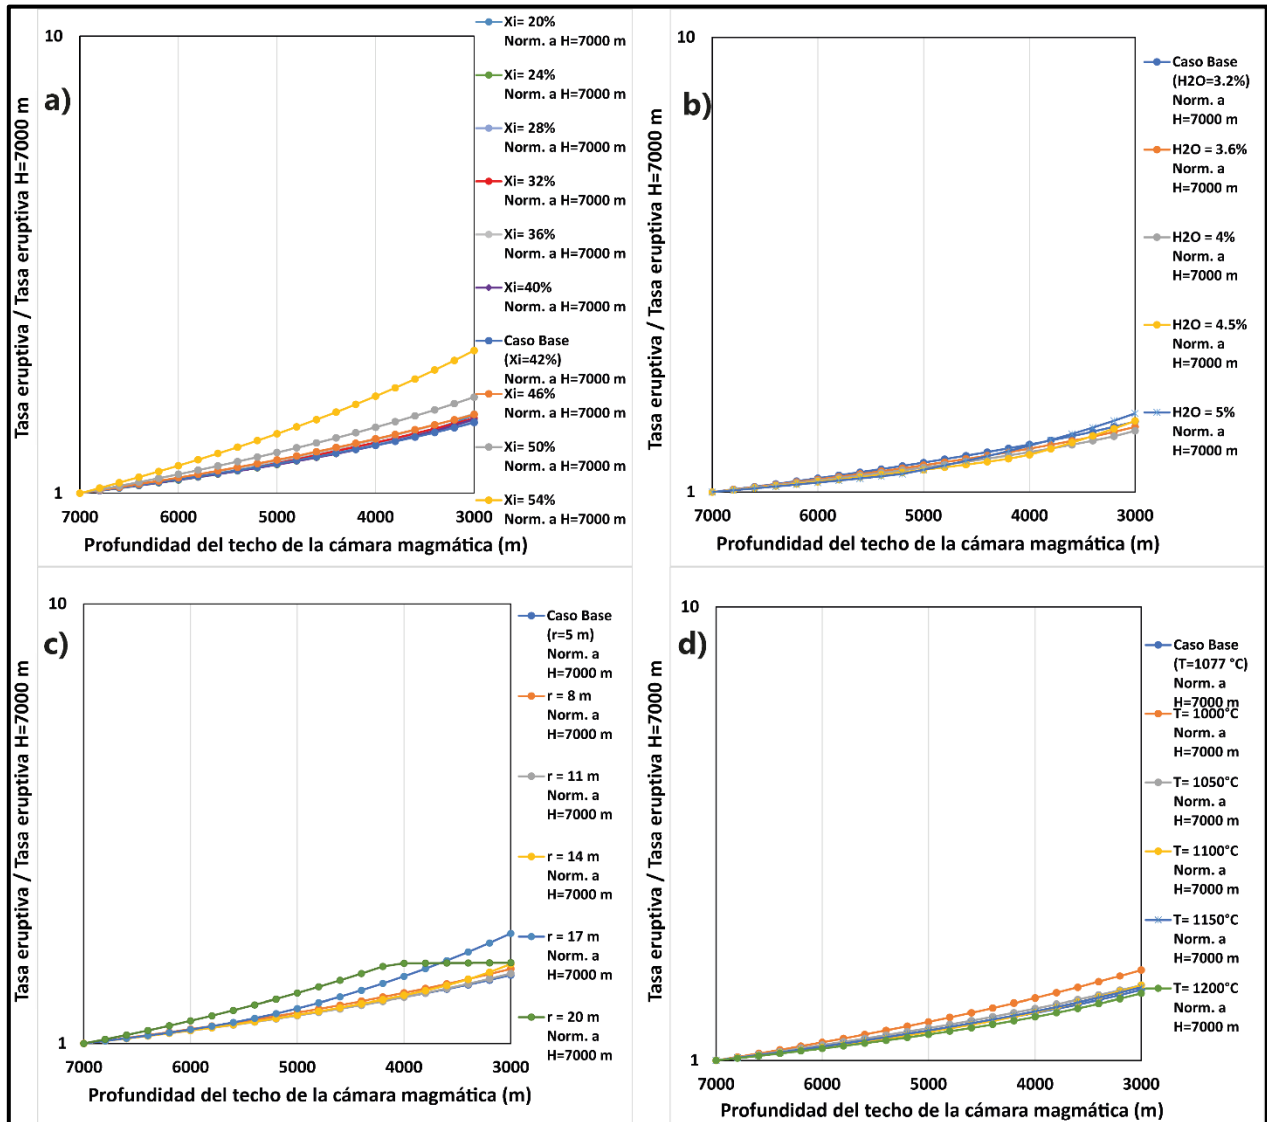 a)
Tasa eruptiva / Tasa eruptiva H=7000 m
10
1
7000 6000 5000 4000 3000
Profundidad del techo de la cámara magmática (m)
Xi= 20%
Norm. a H=7000 m
Xi= 24%
Norm. a H=7000 m
Xi= 28%
Norm. a H=7000 m
Xi= 32%
Norm. a H=7000 m
Xi= 36%
Norm. a H=7000 m
Xi=40%
Norm. a H=7000 m
Caso Base
(Xi=42%)
Norm. a H=7000 m
Xi= 46%
Norm. a H=7000 m
Xi= 50%
Norm. a H=7000 m
Xi= 54%
Norm. a H=7000 m
b)
Tasa eruptiva / Tasa eruptiva H=7000 m
10
1
7000 6000 5000 4000 3000
Profundidad del techo de la cámara magmática (m)
Caso Base
(H2O=3.2%)
Norm. a
H=7000 m
H2O = 3.6%
Norm. a
H=7000 m
H2O = 4%
Norm. a
H=7000 m
H2O = 4.5%
Norm. a
H=7000 m
H2O = 5%
Norm. a
H=7000 m
c)
Tasa eruptiva / Tasa eruptiva H=7000 m
10
1
7000 6000 5000 4000 3000
Profundidad del techo de la cámara magmática (m)
Caso Base
(r=5 m)
Norm. a
H=7000 m
r = 8 m
Norm. a
H=7000 m
r = 11 m
Norm. a
H=7000 m
r = 14 m
Norm. a
H=7000 m
r = 17 m
Norm. a
H=7000 m
r = 20 m
Norm. a
H=7000 m
d)
Tasa eruptiva / Tasa eruptiva H=7000 m
10
1
7000 6000 5000 4000 3000
Profundidad del techo de la cámara magmática (m)
Caso Base
(T=1077 °C)
Norm. a
H=7000 m
T= 1000°C
Norm. a
H=7000 m
T= 1050°C
Norm. a
H=7000 m
T= 1100°C
Norm. a
H=7000 m
T= 1150°C
Norm. a
H=7000 m
T= 1200°C
Norm. a
H=7000 m